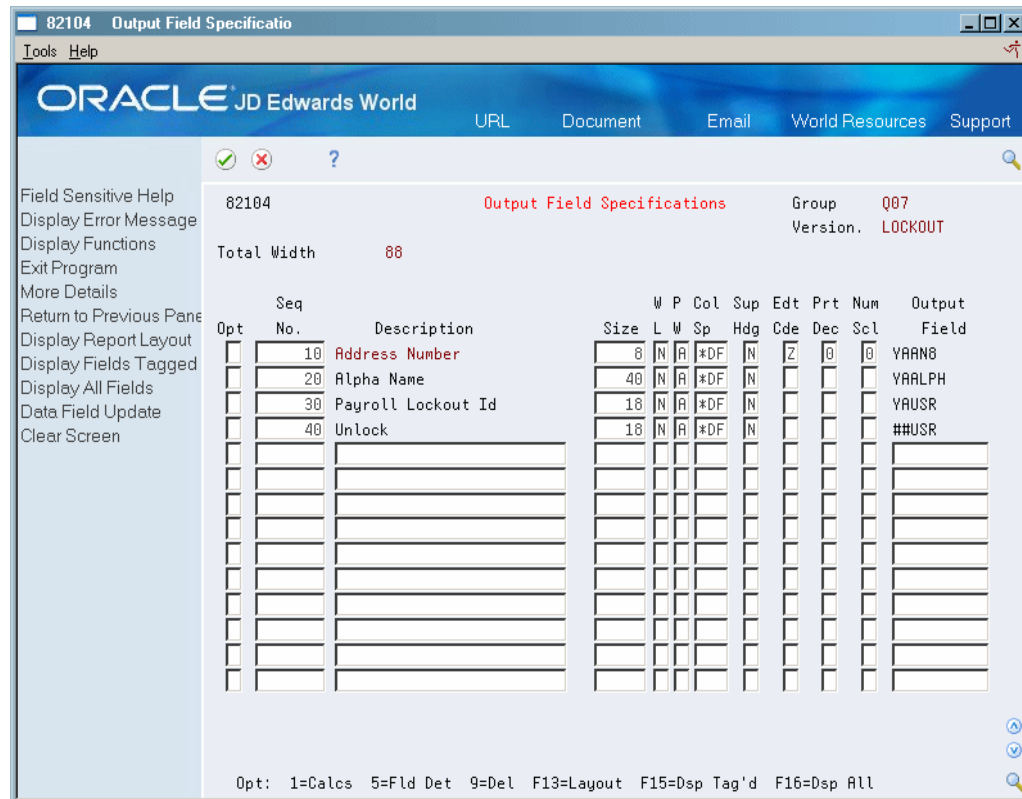 82104 Output Field Specificatio
Tools Help
ORACLE JD Edwards World
URL Document Email World Resources Support
?
Field Sensitive Help
Display Error Message
Display Functions
Exit Program
More Details
Return to Previous Pane
Display Report Layout
Display Fields Tagged
Display All Fields
Data Field Update
Clear Screen
82104 Output Field Specifications Group Q07
Version. LOCKOUT
Total Width 88
Seq W P Col Sup Edt Prt Num Output
Opt No. Description Size L W Sp Hdg Cde Dec Scl Field
10 Address Number 8 N A *DF N Z 0 0 YAAN8
20 Alpha Name 40 N A *DF N YAALPH
30 Payroll Lockout Id 18 N A *DF N YAUSR
40 Unlock 18 N A *DF N ##USR
Opt: 1=Calcs 5=Fld Det 9=Del F13=Layout F15=Dsp Tag'd F16=Dsp All